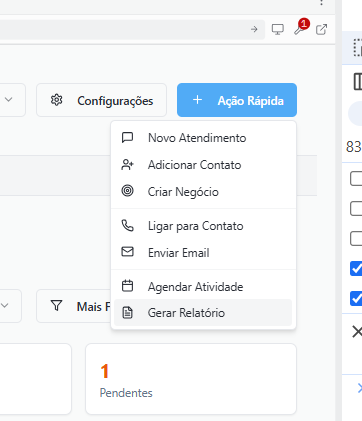 1
Configurações
+ Ação Rápida
Novo Atendimento
83
Adicionar Contato
Criar Negócio
Ligar para Contato
Enviar Email
Agendar Atividade
Mais F
Gerar Relatório
1
Pendentes